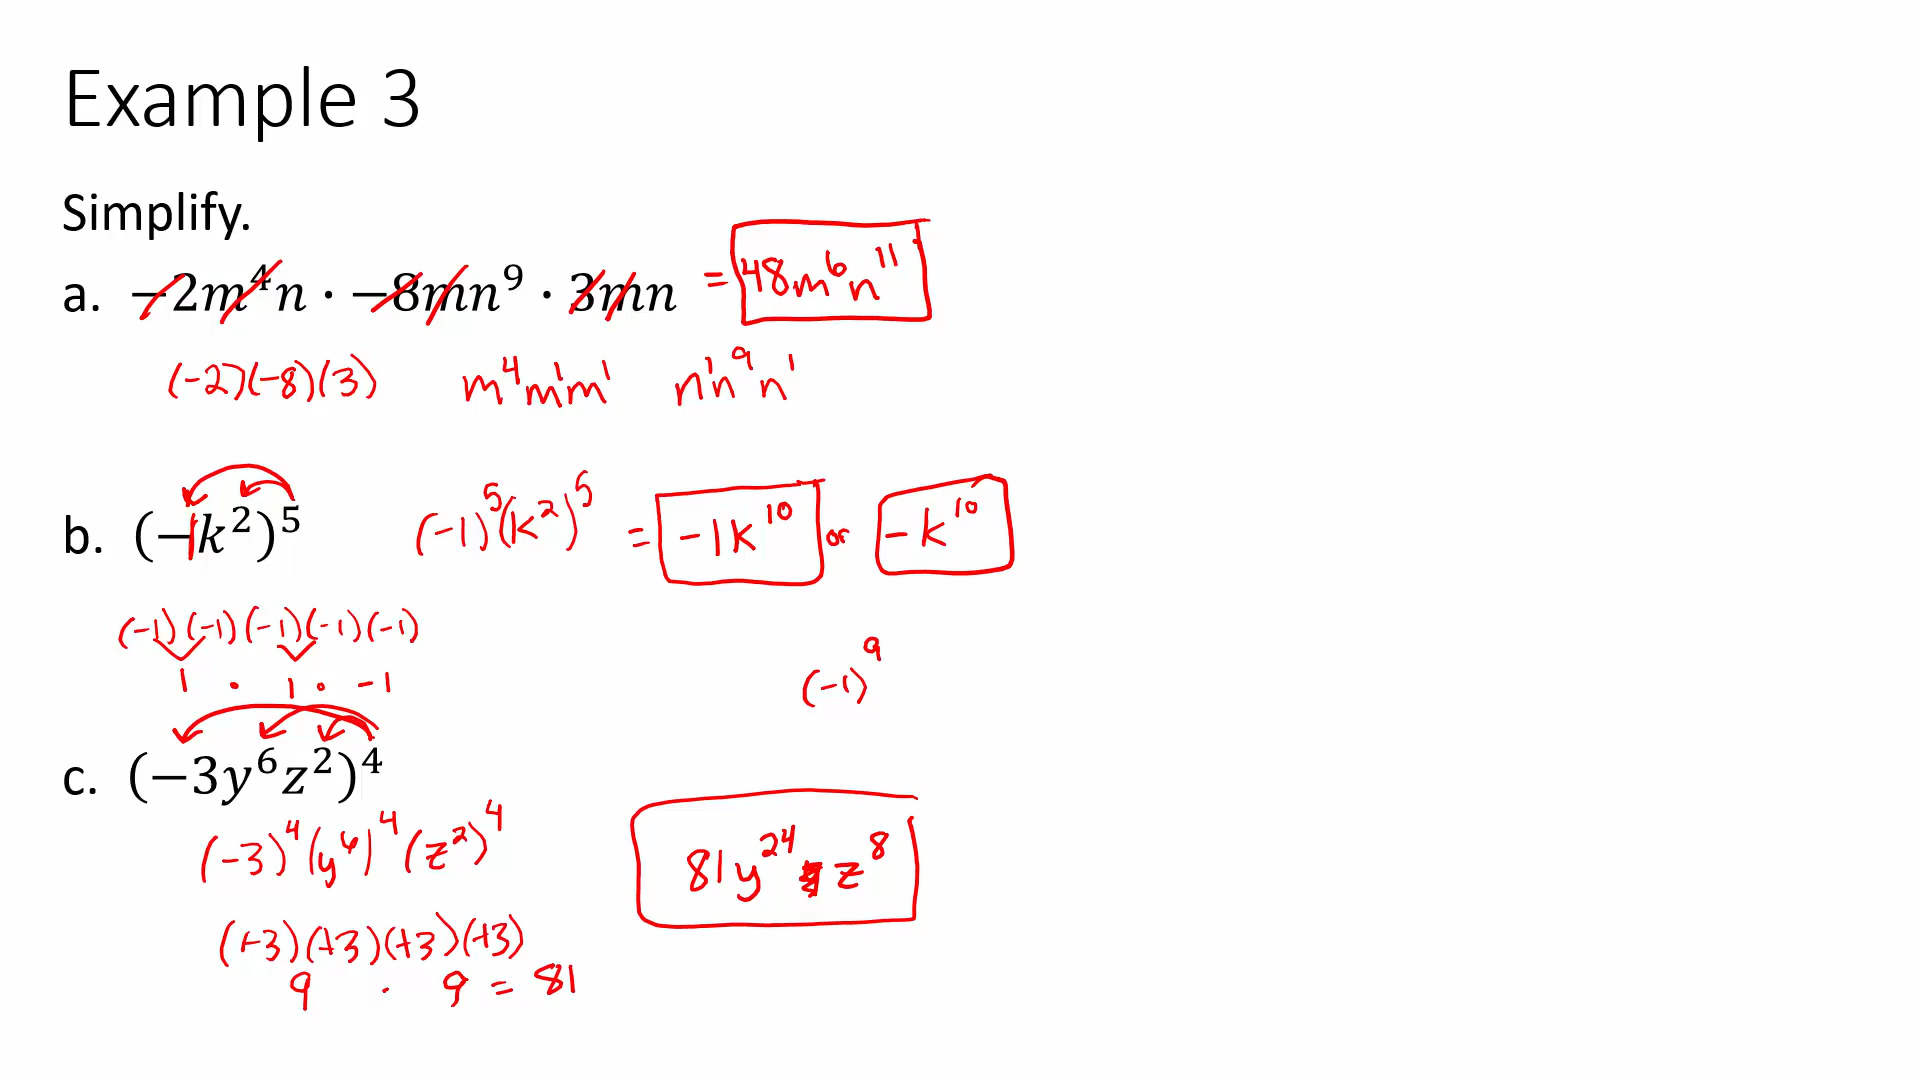 Example 3
Simplify.
a. −2m⁴n · −8mn⁹ · 3mn = 48m⁶n¹¹
(-2)(-8)(3) m⁴m¹m¹ n¹n⁹n¹
b. (−1k²)⁵ (-1)⁵(k²)⁵ = -1k¹⁰ or -k¹⁰
(-1)(-1)(-1)(-1)(-1)
1 · 1 · -1
(-1)⁹
c. (−3y⁶z²)⁴
(-3)⁴(y⁶)⁴(z²)⁴
81y²⁴z⁸
(+3)(+3)(+3)(+3)
9 · 9 = 81